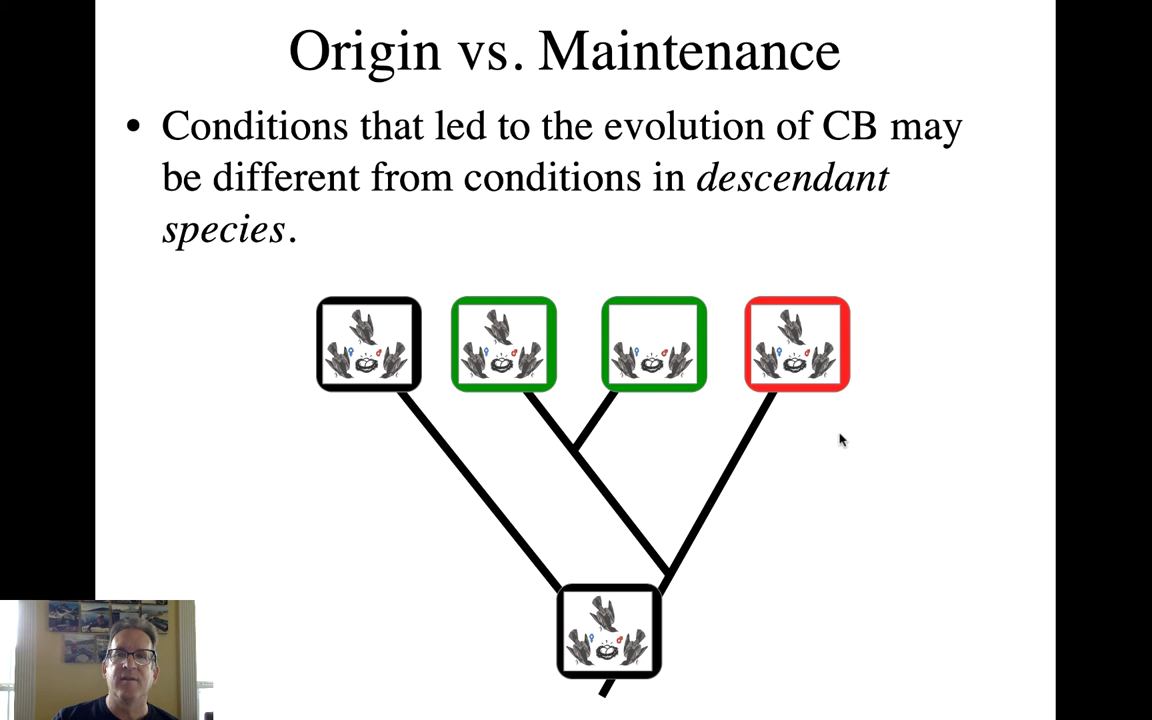 Origin vs. Maintenance
• Conditions that led to the evolution of CB may
be different from conditions in descendant
species.